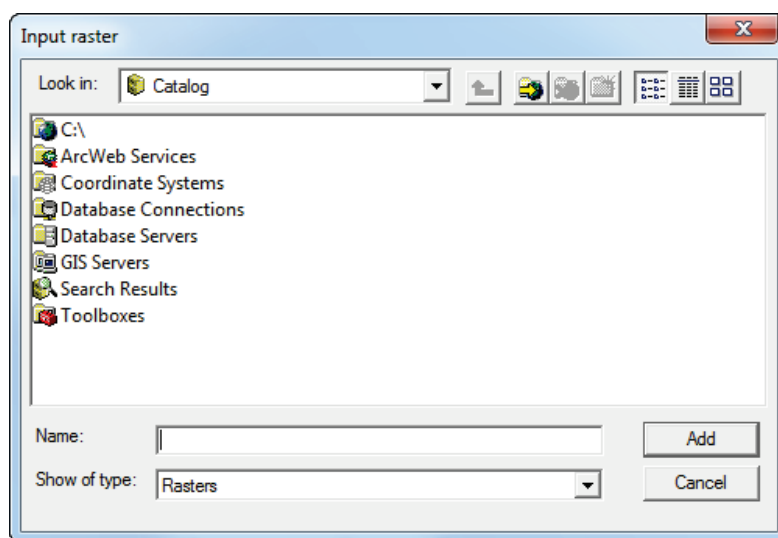 Input raster
Look in: Catalog
C:\
ArcWeb Services
Coordinate Systems
Database Connections
Database Servers
GIS Servers
Search Results
Toolboxes
Name: Add
Show of type: Rasters Cancel